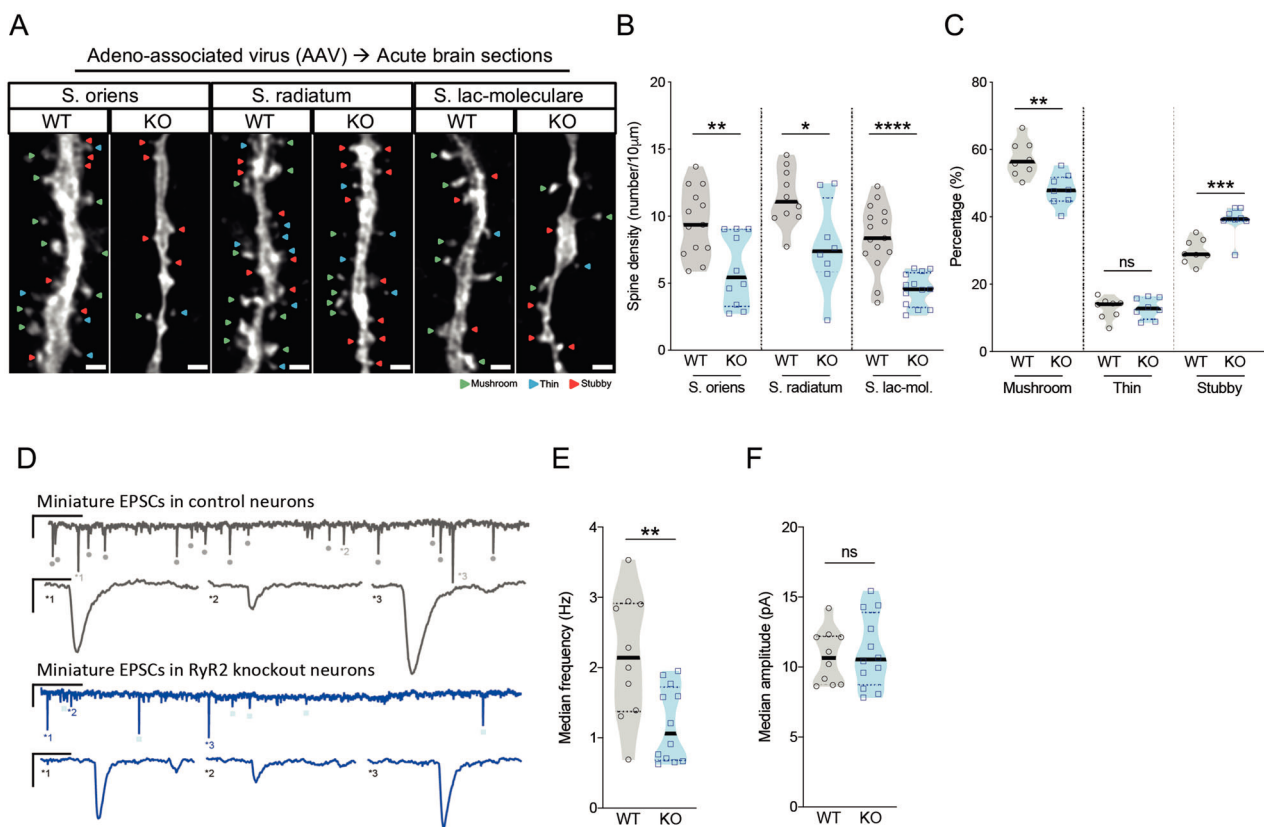 A
Adeno-associated virus (AAV) → Acute brain sections
S. oriens S. radiatum S. lac-moleculare
WT KO WT KO WT KO
Mushroom Thin Stubby
B
Spine density (number/10μm)
20
15
10
5
0
** * ****
WT KO WT KO WT KO
S. oriens S. radiatum S. lac-mol.
C
Percentage (%)
80
60
40
20
0
** ns ***
WT KO WT KO WT KO
Mushroom Thin Stubby
D
Miniature EPSCs in control neurons
*1 *2 *3
*1 *2 *3
Miniature EPSCs in RyR2 knockout neurons
*1 *2 *3
*1 *2 *3
E
Median frequency (Hz)
4
3
2
1
0
**
WT KO
F
Median amplitude (pA)
20
15
10
5
0
ns
WT KO